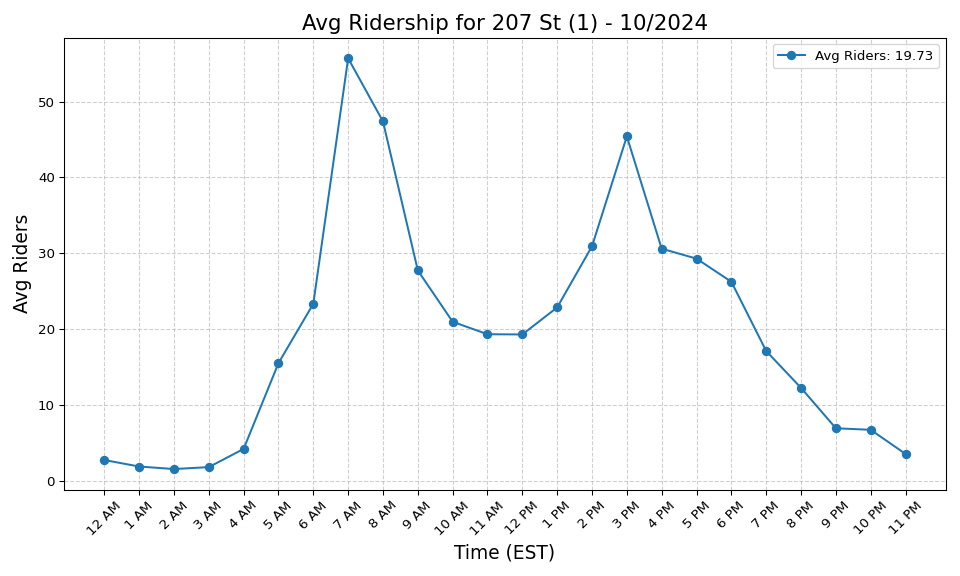 Avg Ridership for 207 St (1) - 10/2024
Avg Riders: 19.73
Avg Riders
50
40
30
20
10
0
12 AM
1 AM
2 AM
3 AM
4 AM
5 AM
6 AM
7 AM
8 AM
9 AM
10 AM
11 AM
12 PM
1 PM
2 PM
3 PM
4 PM
5 PM
6 PM
7 PM
8 PM
9 PM
10 PM
11 PM
Time (EST)